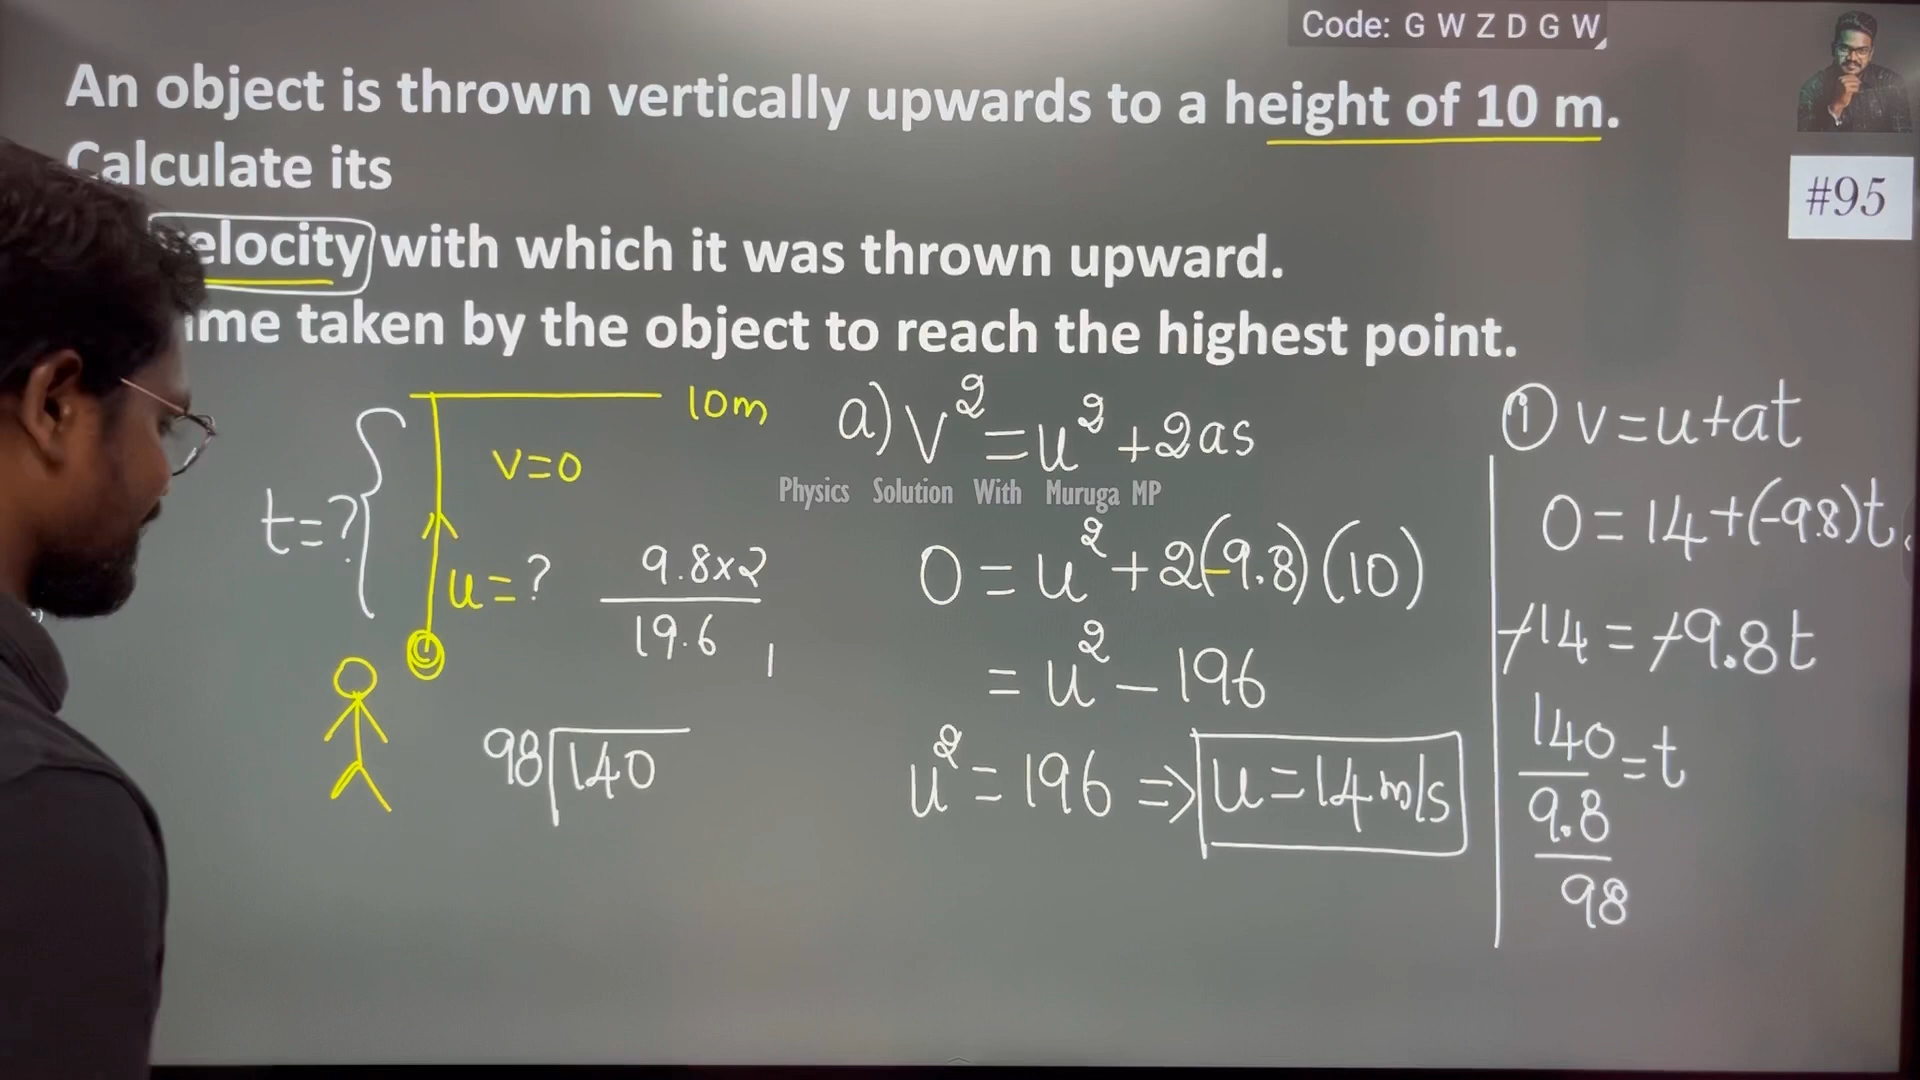 Code: G W Z D G W
An object is thrown vertically upwards to a height of 10 m.
Calculate its
#95
elocity with which it was thrown upward.
ime taken by the object to reach the highest point.
10m
v=0
t=?
u=?
9.8×2
19.6
98
140
a) v²=u²+2as
Physics Solution With Muruga MP
0=u²+2(-9.8)(10)
=u²-196
u²=196⇒u=14m/s
① v=u+at
0=14+(-9.8)t
-14=-9.8t
140
9.8
=t
98